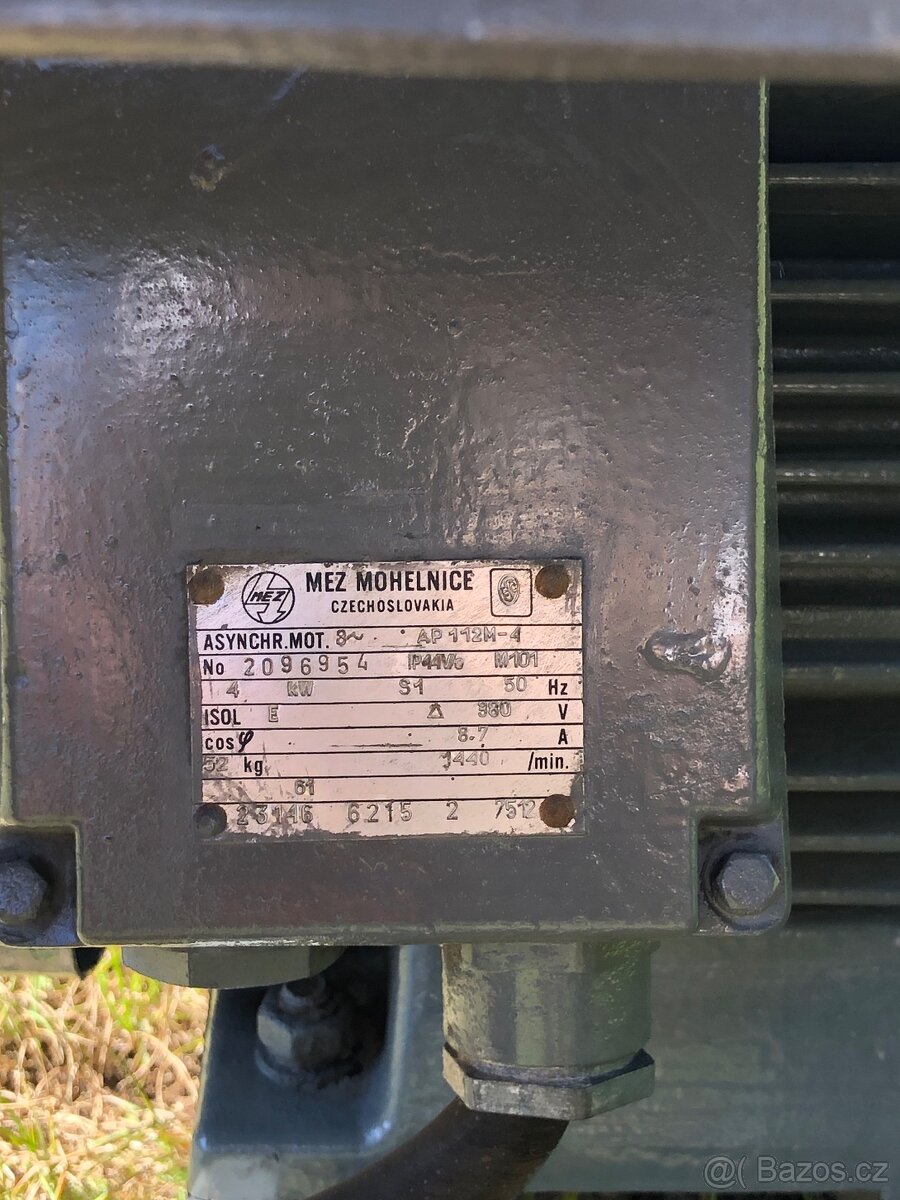 MEZ MEZ MOHELNICE
CZECHOSLOVAKIA
ASYNCHR.MOT. 3~ AP 112M-4
No 2096954 IP44 M101
4 kW S1 50 Hz
ISOL E △ 380 V
cos φ 8.7 A
52 kg 1440 /min.
61
23146 6215 2 7512
@( Bazos.cz